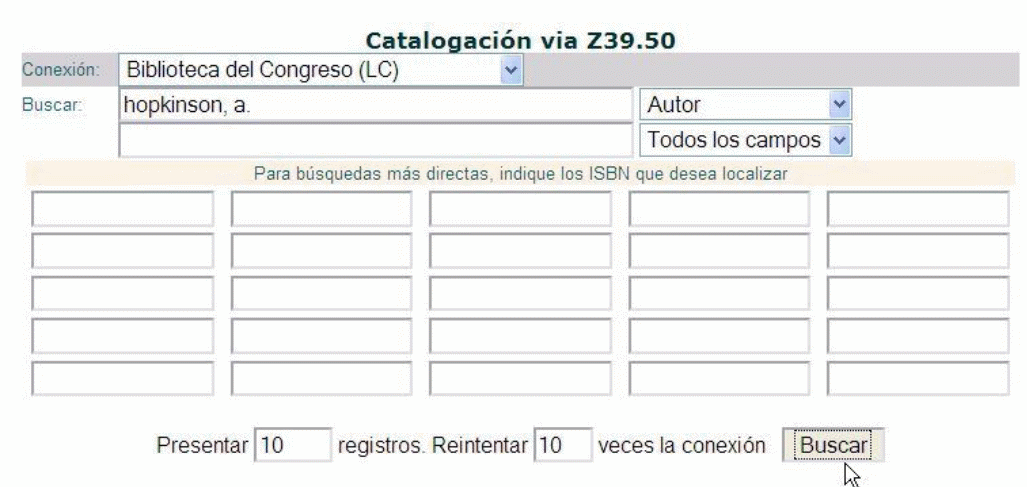 Catalogación via Z39.50
Conexión: Biblioteca del Congreso (LC)
Buscar: hopkinson, a. Autor
Todos los campos
Para búsquedas más directas, indique los ISBN que desea localizar
Presentar 10 registros. Reintentar 10 veces la conexión Buscar